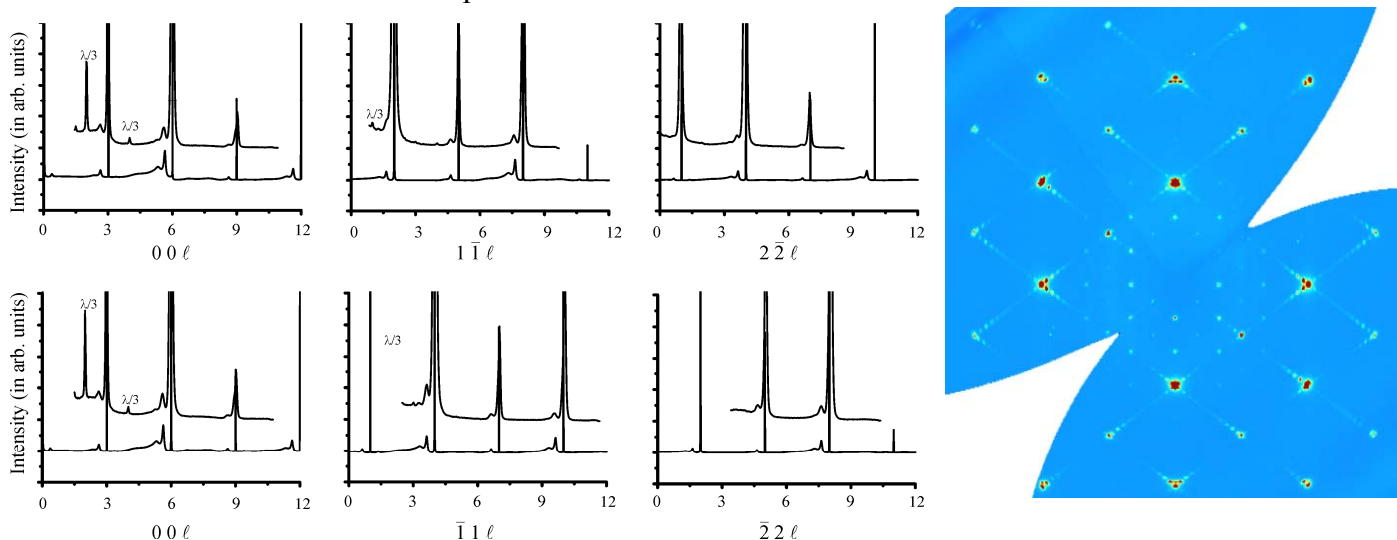 Intensity (in arb. units)
λ/3
λ/3
0 3 6 9 12
0 0 ℓ
λ/3
3 6 9 12
1 1̅ ℓ
3 6 9 12
2 2̅ ℓ
Intensity (in arb. units)
λ/3
λ/3
0 3 6 9 12
0 0 ℓ
λ/3
0 3 6 9 12
1̅ 1 ℓ
0 3 6 9 12
2̅ 2 ℓ